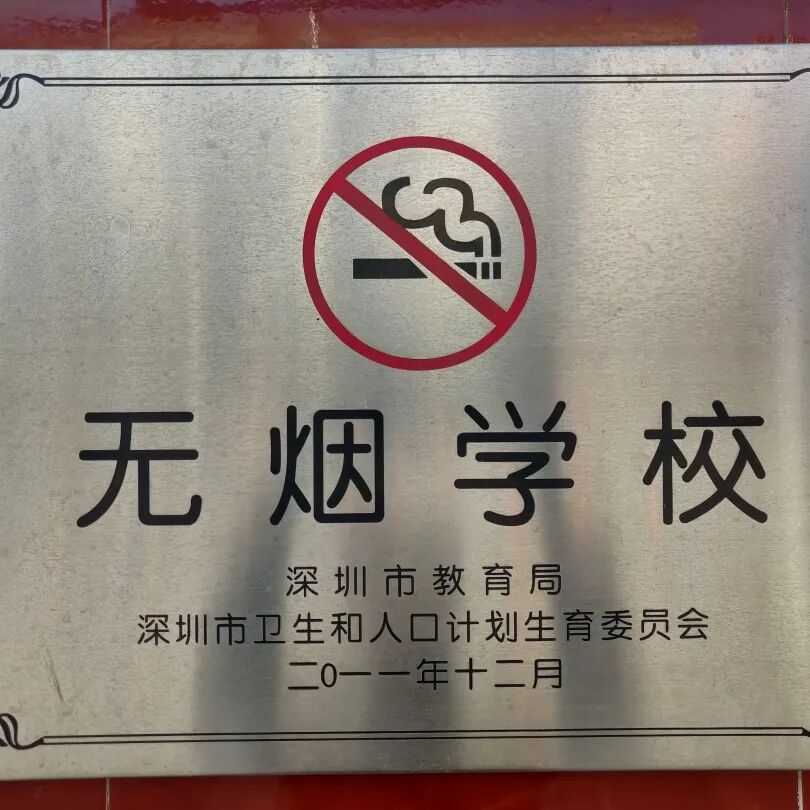 无烟学校
深圳市教育局
深圳市卫生和人口计划生育委员会
二0一一年十二月